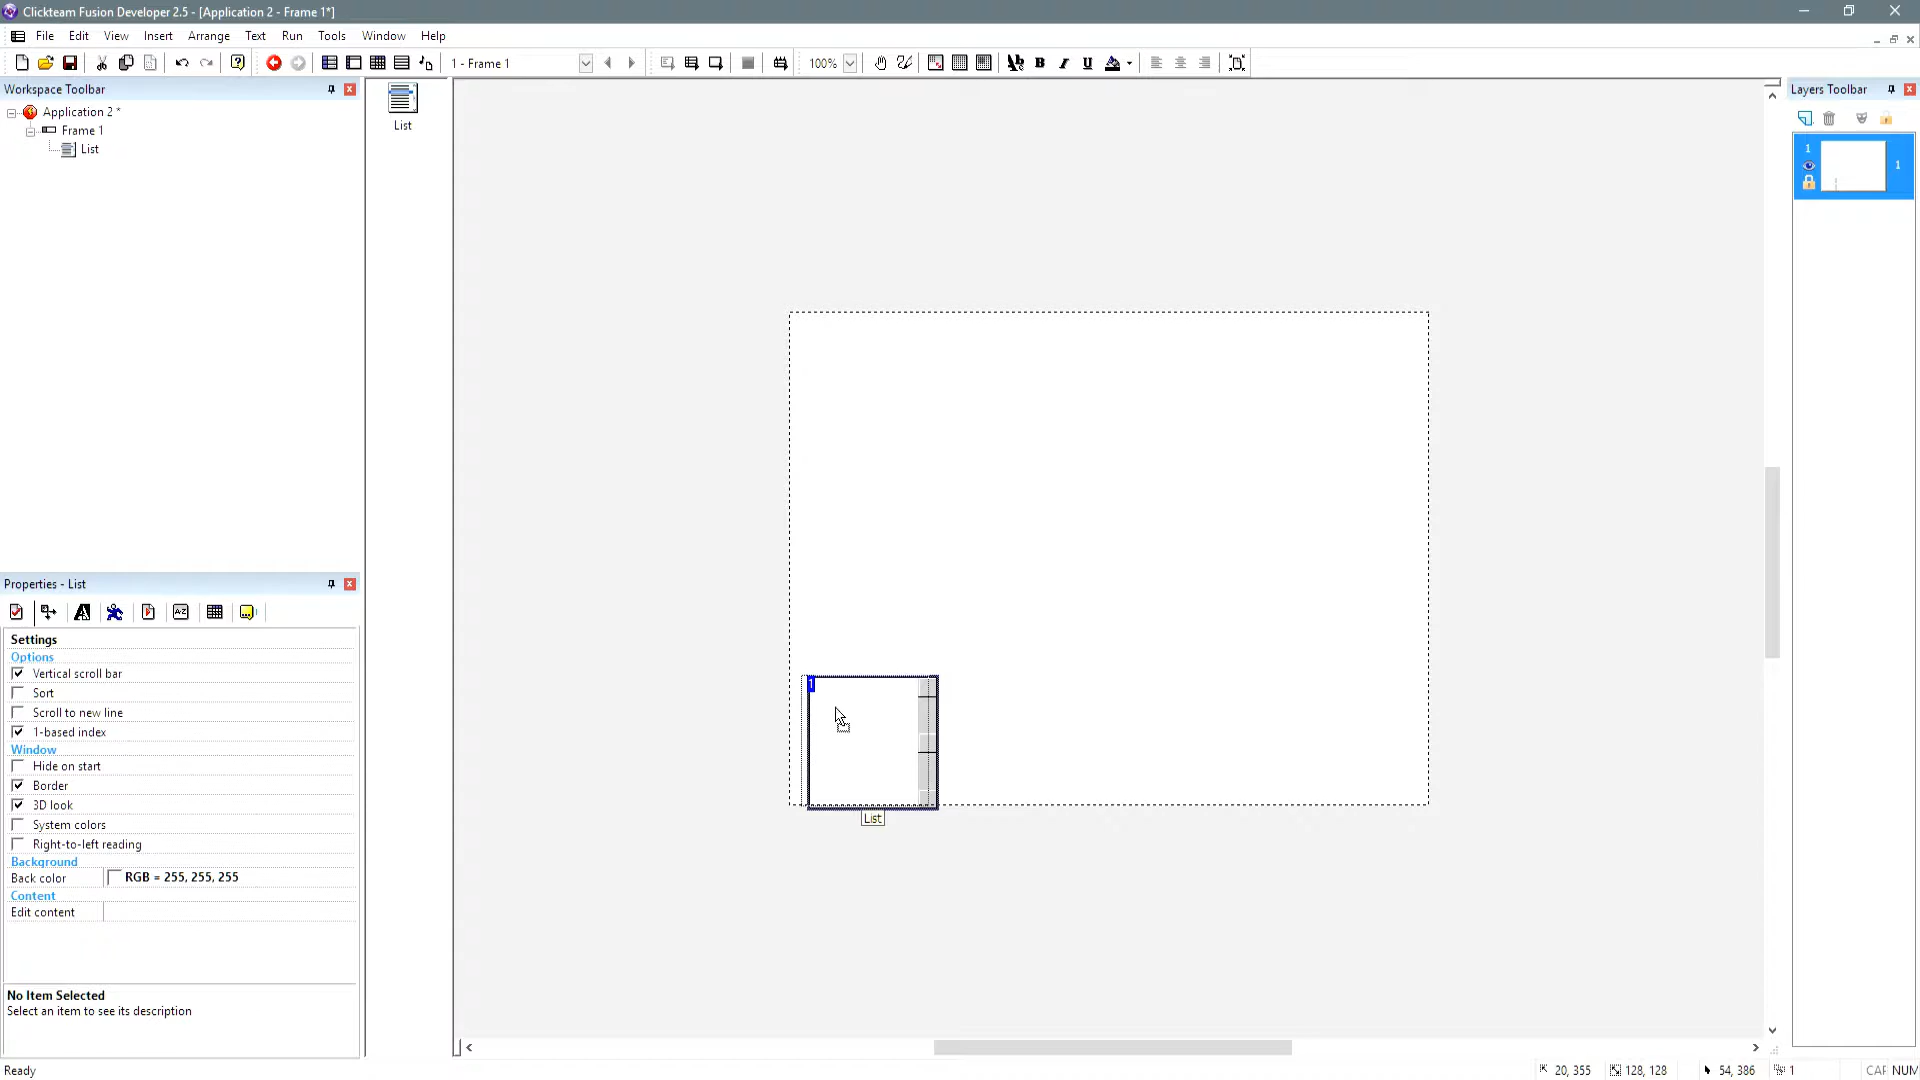 Clickteam Fusion Developer 2.5 - [Application 2 - Frame 1*]
File Edit View Insert Arrange Text Run Tools Window Help
1 - Frame 1
100%
Workspace Toolbar
Application 2 *
Frame 1
List
List
Layers Toolbar
1
1
Properties - List
Settings
Options
Vertical scroll bar
Sort
Scroll to new line
1-based index
Window
Hide on start
Border
3D look
System colors
Right-to-left reading
Background
Back color RGB = 255, 255, 255
Content
Edit content
No Item Selected
Select an item to see its description
1
List
Ready
20, 355 128, 128 54, 386 1 CAP NUM